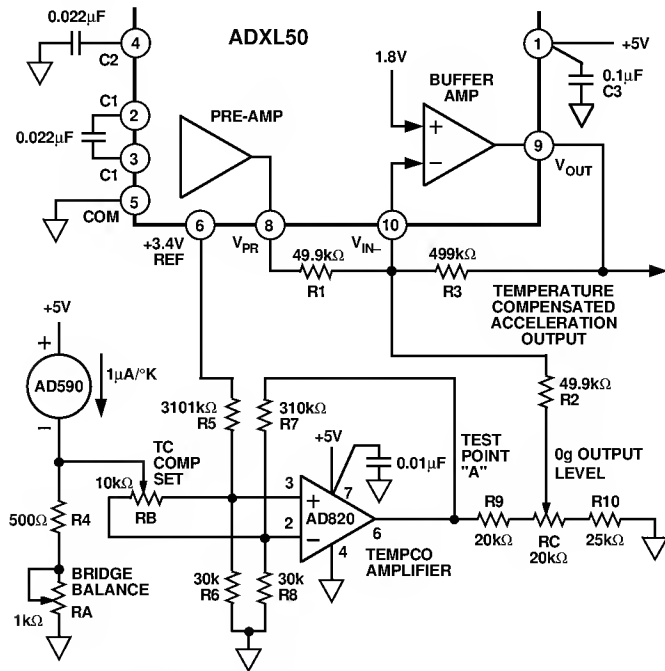 0.022µF
4
C2
ADXL50
1
+5V
0.1µF
C3
1.8V
BUFFER
AMP
C1
2
0.022µF
3
C1
PRE-AMP
+
−
9
VOUT
5
COM
6
8
10
+3.4V
REF
VPR
VIN−
49.9kΩ
R1
499kΩ
R3
TEMPERATURE
COMPENSATED
ACCELERATION
OUTPUT
+5V
+
AD590
−
1µA/°K
49.9kΩ
R2
3101kΩ
R5
310kΩ
R7
+5V
0.01µF
TEST
POINT
"A"
0g OUTPUT
LEVEL
TC
COMP
SET
10kΩ
RB
3
+
7
AD820
2
−
6
4
TEMPCO
AMPLIFIER
R9
20kΩ
RC
20kΩ
R10
25kΩ
500Ω
R4
BRIDGE
BALANCE
RA
1kΩ
30k
R6
30k
R8